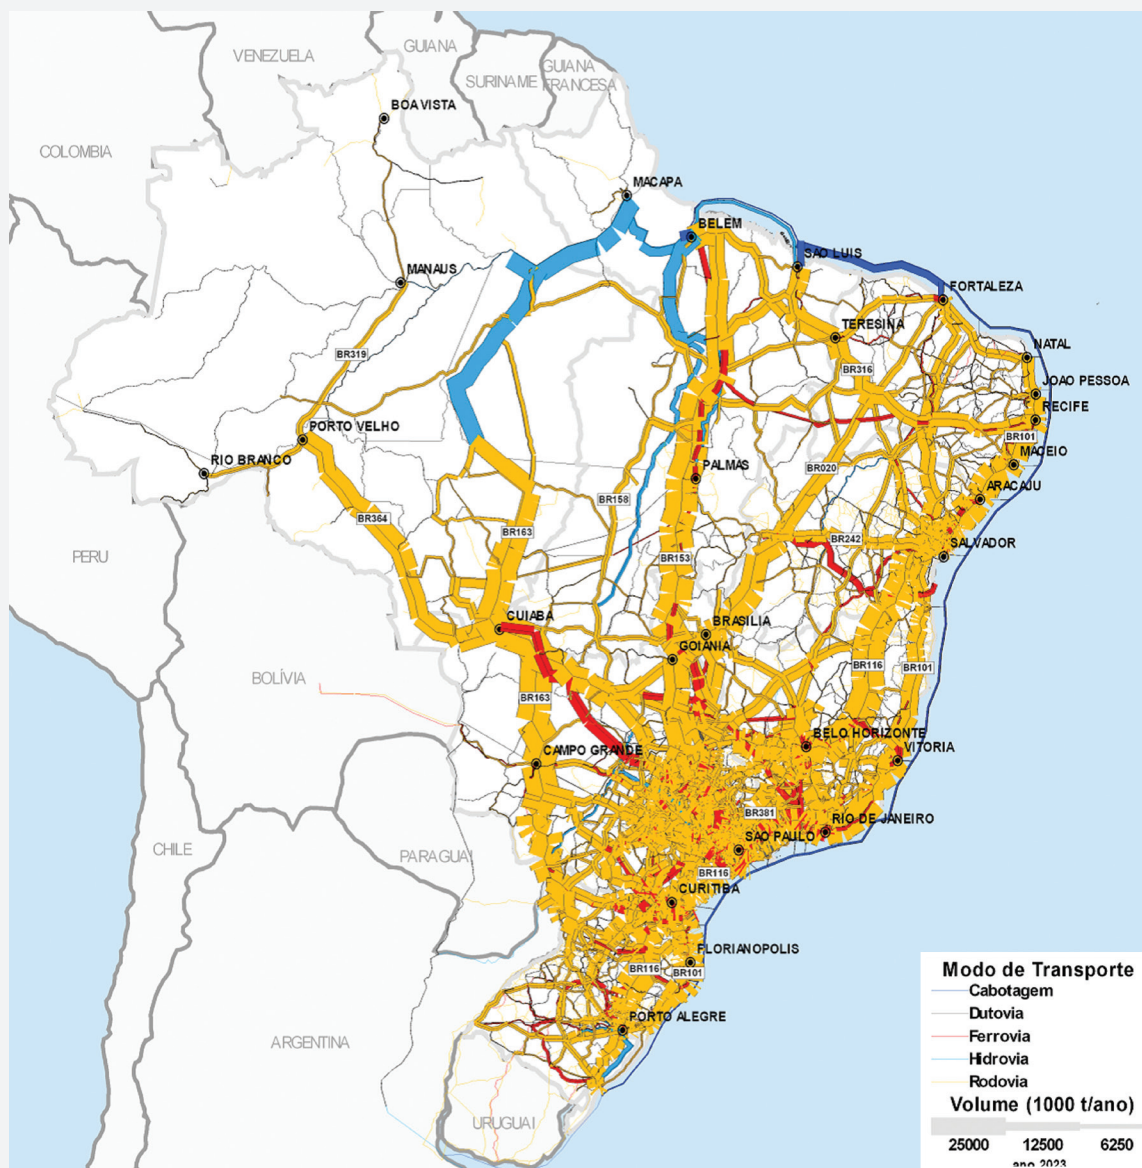 GUIANA
VENEZUELA
GUIANA
FRANCESA
SURINAME
BOA VISTA
COLOMBIA
MACAPA
BELEM
SAO LUIS
MANAUS
FORTALEZA
TERESINA
NATAL
BR319
BR316
JOAO PESSOA
RECIFE
PORTO VELHO
BR101
RIO BRANCO
MACEIO
PALMAS
BR020
ARACAJU
BR158
BR364
BR163
BR242
SALVADOR
PERU
BR153
CUIABA
BRASILIA
GOIANIA
BR116
BR101
BOLÍVIA
BR163
BELO HORIZONTE
CAMPO GRANDE
VITORIA
BR381
RIO DE JANEIRO
CHILE
SAO PAULO
PARAGUAI
BR116
CURITIBA
FLORIANOPOLIS
BR116
BR101
PORTO ALEGRE
ARGENTINA
URUGUAI
Modo de Transporte
Cabotagem
Dutovia
Ferrovia
Hidrovia
Rodovia
Volume (1000 t/ano)
25000 12500 6250
ano 2023